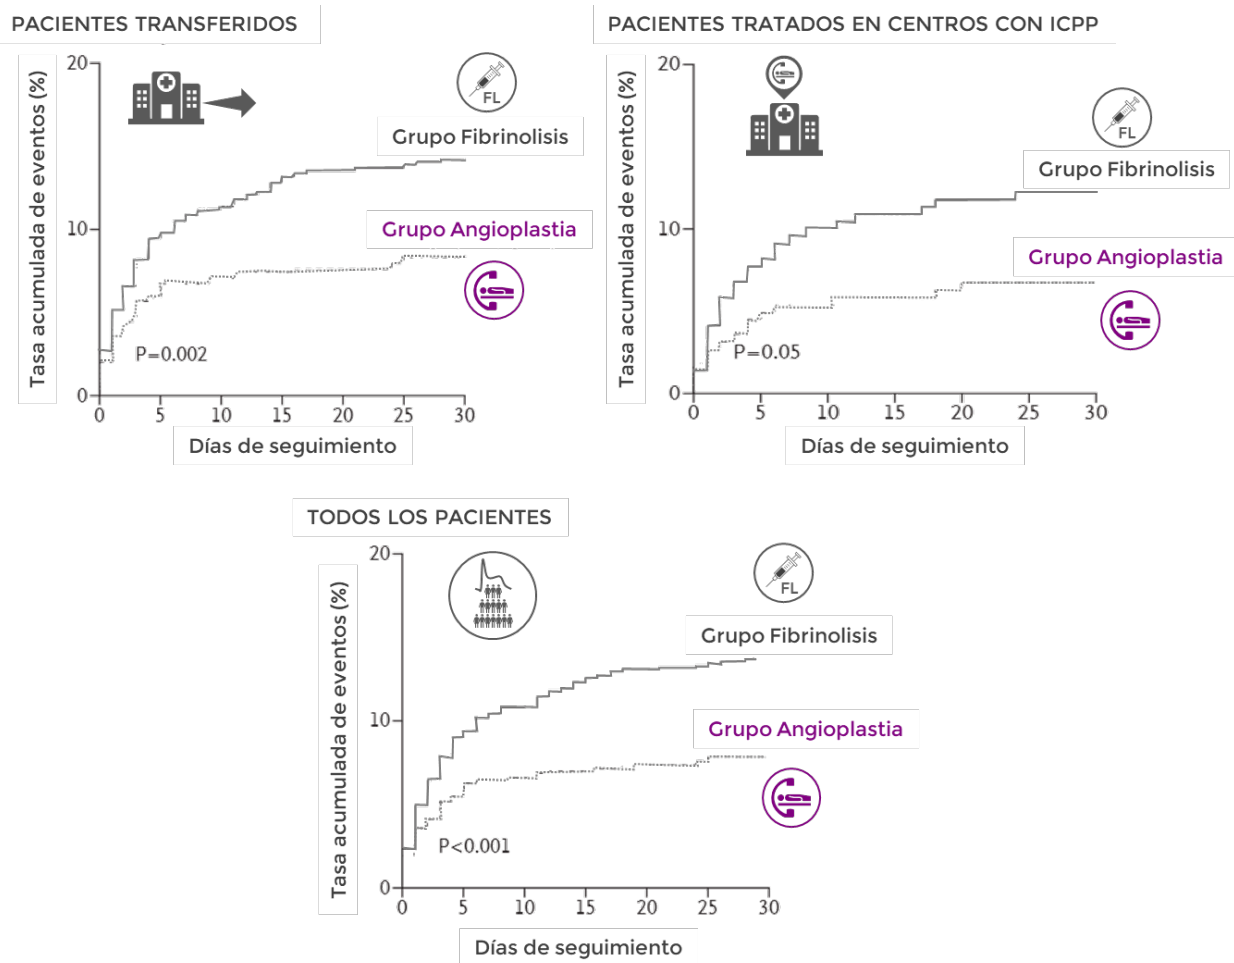 PACIENTES TRANSFERIDOS
Tasa acumulada de eventos (%)
20
10
0
FL
Grupo Fibrinolisis
Grupo Angioplastia
P=0.002
0 5 10 15 20 25 30
Días de seguimiento
PACIENTES TRATADOS EN CENTROS CON ICPP
Tasa acumulada de eventos (%)
20
10
0
FL
Grupo Fibrinolisis
Grupo Angioplastia
P=0.05
0 5 10 15 20 25 30
Días de seguimiento
TODOS LOS PACIENTES
Tasa acumulada de eventos (%)
20
10
0
FL
Grupo Fibrinolisis
Grupo Angioplastia
P<0.001
0 5 10 15 20 25 30
Días de seguimiento